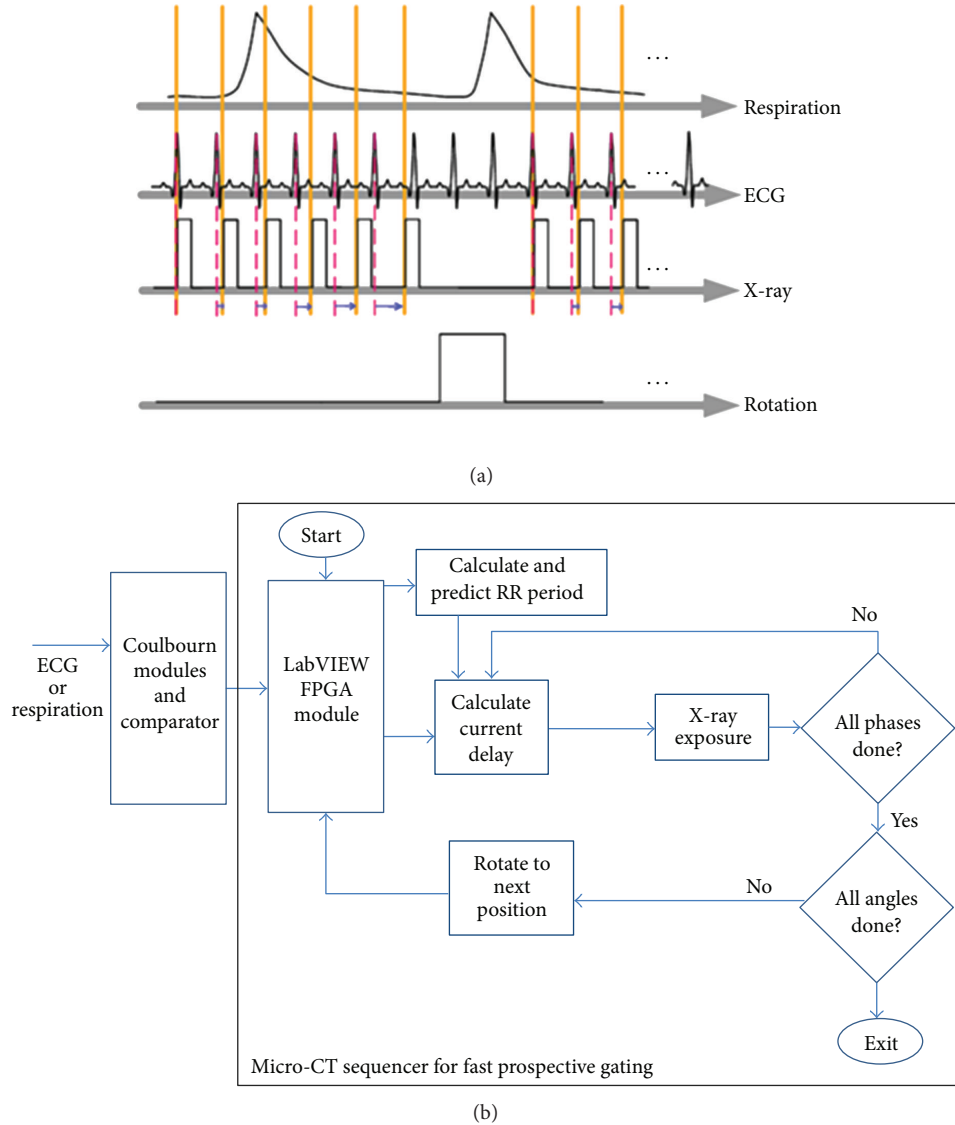 ...
Respiration
...
ECG
...
X-ray
...
Rotation
(a)
Start
Calculate and
predict RR period
No
ECG
or
respiration
Coulbourn
modules
and
comparator
LabVIEW
FPGA
module
Calculate
current
delay
X-ray
exposure
All phases
done?
Yes
Rotate to
next
position
No
All angles
done?
Exit
Micro-CT sequencer for fast prospective gating
(b)